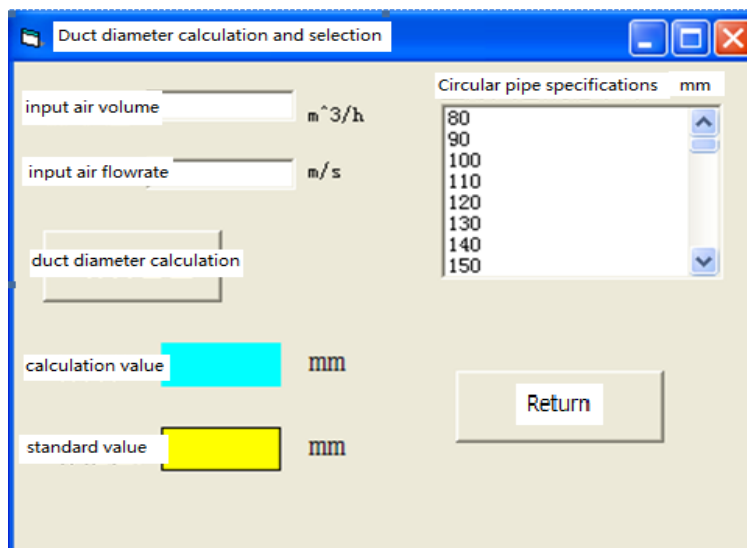 Duct diameter calculation and selection
input air volume
m^3/h
input air flowrate
m/s
duct diameter calculation
calculation value
mm
standard value
mm
Circular pipe specifications mm
80
90
100
110
120
130
140
150
Return